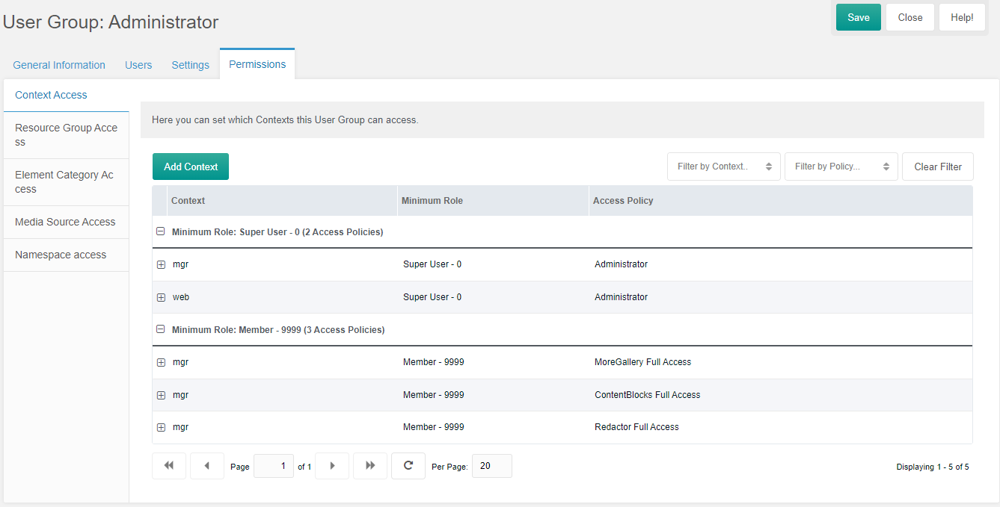 User Group: Administrator
Save Close Help!
General Information Users Settings Permissions
Context Access
Resource Group Acce
ss
Element Category Ac
cess
Media Source Access
Namespace access
Here you can set which Contexts this User Group can access.
Add Context Filter by Context.. Filter by Policy... Clear Filter
Context Minimum Role Access Policy
Minimum Role: Super User - 0 (2 Access Policies)
mgr Super User - 0 Administrator
web Super User - 0 Administrator
Minimum Role: Member - 9999 (3 Access Policies)
mgr Member - 9999 MoreGallery Full Access
mgr Member - 9999 ContentBlocks Full Access
mgr Member - 9999 Redactor Full Access
Page 1 of 1 Per Page: 20 Displaying 1 - 5 of 5